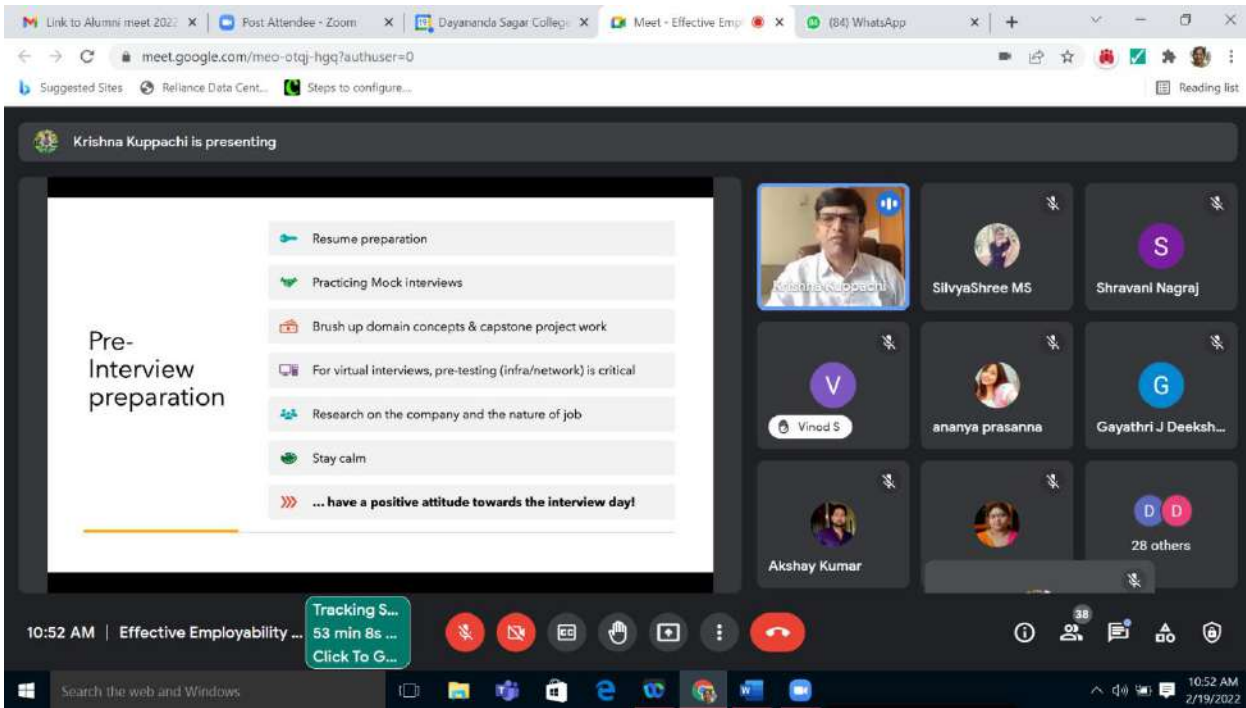 Link to Alumni meet 202
Post Attendee - Zoom
Dayananda Sagar College
Meet - Effective Emp
(84) WhatsApp
meet.google.com/meo-otqj-hgq?authuser=0
Suggested Sites
Reliance Data Cent...
Steps to configure...
Reading list
Krishna Kuppachi is presenting
Pre-
Interview
preparation
Resume preparation
Practicing Mock interviews
Brush up domain concepts & capstone project work
For virtual interviews, pre-testing (infra/network) is critical
Research on the company and the nature of job
Stay calm
... have a positive attitude towards the interview day!
Krishna Kuppachi
SilvyaShree MS
S
Shravani Nagraj
V
Vinod S
ananya prasanna
G
Gayathri J Deeksh...
Akshay Kumar
D D
28 others
10:52 AM | Effective Employability ...
Tracking S...
53 min 8s ...
Click To G...
CC
38
Search the web and Windows
10:52 AM
2/19/2022